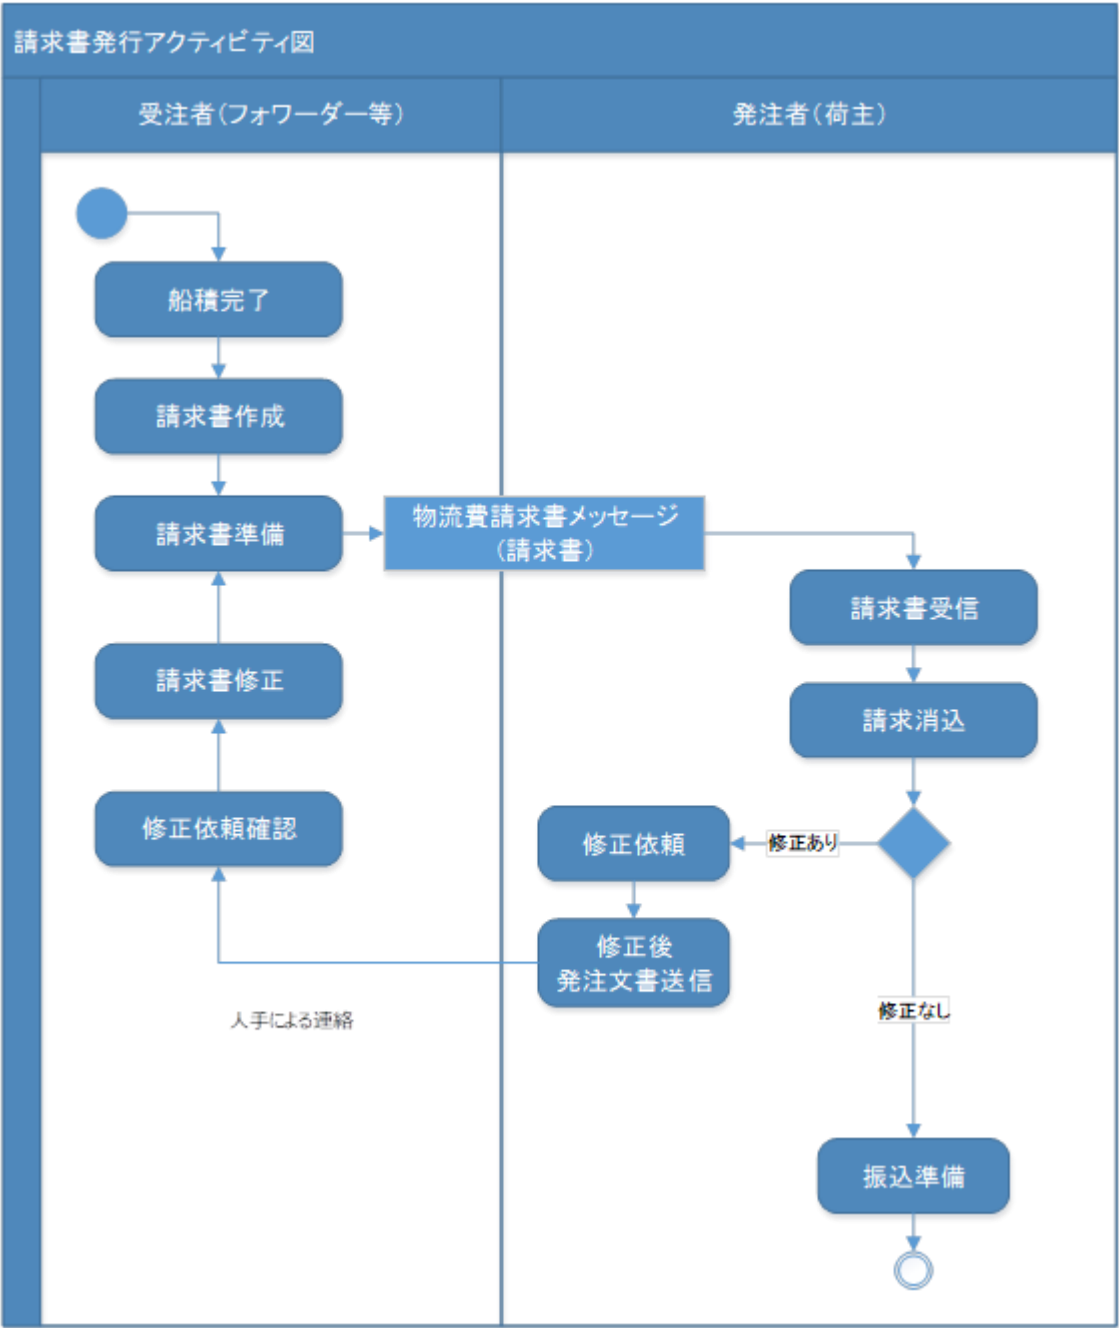 請求書発行アクティビティ図
受注者(フォワーダー等)
発注者(荷主)
船積完了
請求書作成
請求書準備
物流費請求書メッセージ
(請求書)
請求書受信
請求消込
請求書修正
修正依頼確認
修正依頼
修正あり
修正後
発注文書送信
修正なし
人手による連絡
振込準備